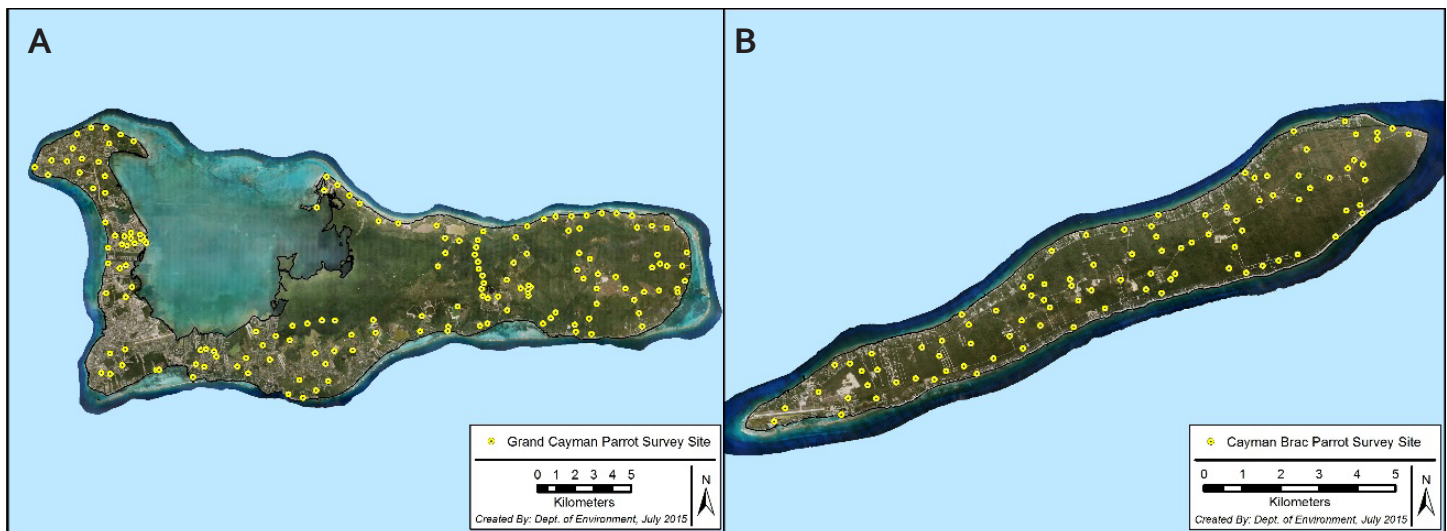 A
Grand Cayman Parrot Survey Site
0 1 2 3 4 5
Kilometers
N
Created By: Dept. of Environment, July 2015
B
Cayman Brac Parrot Survey Site
0 1 2 3 4 5
Kilometers
N
Created By: Dept. of Environment, July 2015